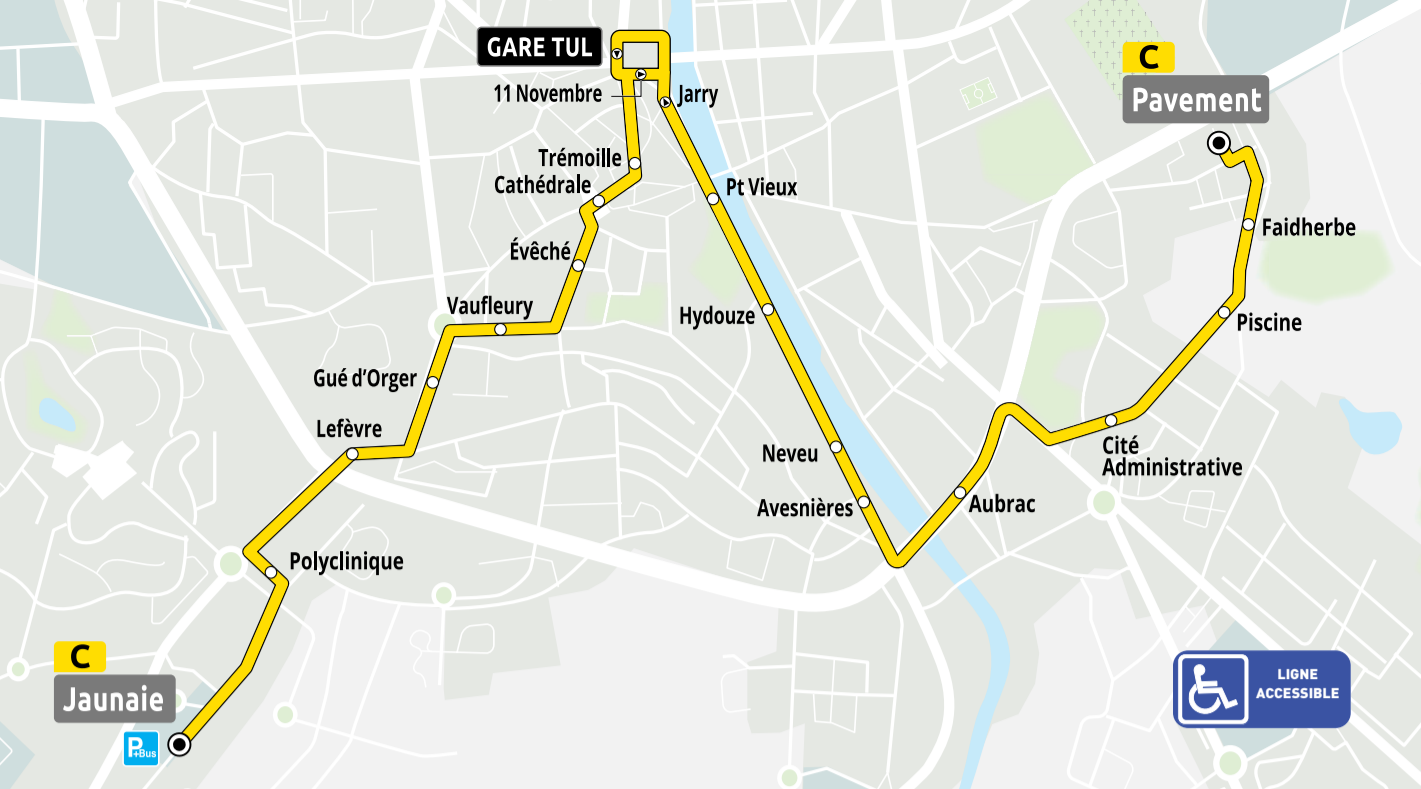 GARE TUL
C
Pavement
11 Novembre
Jarry
Trémoille
Cathédrale
Pt Vieux
Faidherbe
Évêché
Vaufleury
Hydouze
Piscine
Gué d'Orger
Lefèvre
Neveu
Cité
Administrative
Avesnières
Aubrac
Polyclinique
C
Jaunaie
P
+Bus
LIGNE
ACCESSIBLE